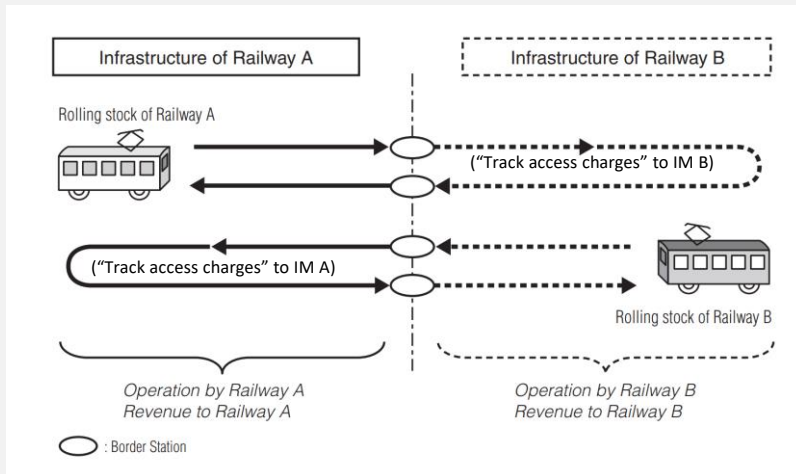 Infrastructure of Railway A
Infrastructure of Railway B
Rolling stock of Railway A
("Track access charges" to IM B)
("Track access charges" to IM A)
Rolling stock of Railway B
Operation by Railway A
Revenue to Railway A
Operation by Railway B
Revenue to Railway B
: Border Station